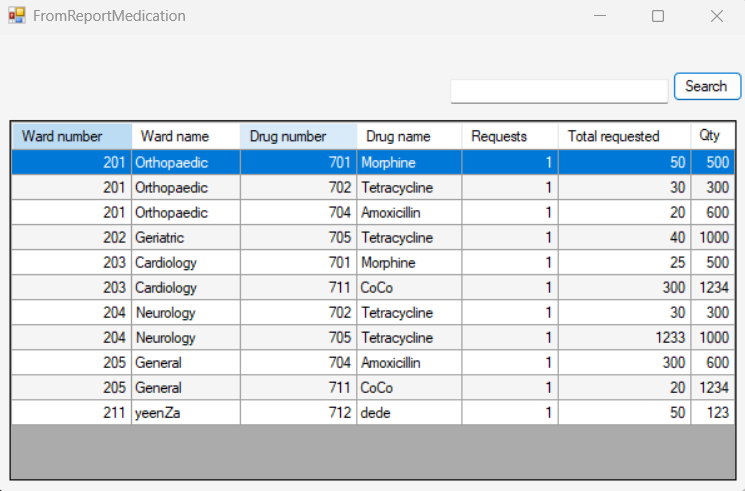 FromReportMedication
Search
Ward number Ward name Drug number Drug name Requests Total requested Qty
201 Orthopaedic 701 Morphine 1 50 500
201 Orthopaedic 702 Tetracycline 1 30 300
201 Orthopaedic 704 Amoxicillin 1 20 600
202 Geriatric 705 Tetracycline 1 40 1000
203 Cardiology 701 Morphine 1 25 500
203 Cardiology 711 CoCo 1 300 1234
204 Neurology 702 Tetracycline 1 30 300
204 Neurology 705 Tetracycline 1 1233 1000
205 General 704 Amoxicillin 1 300 600
205 General 711 CoCo 1 20 1234
211 yeenZa 712 dede 1 50 123